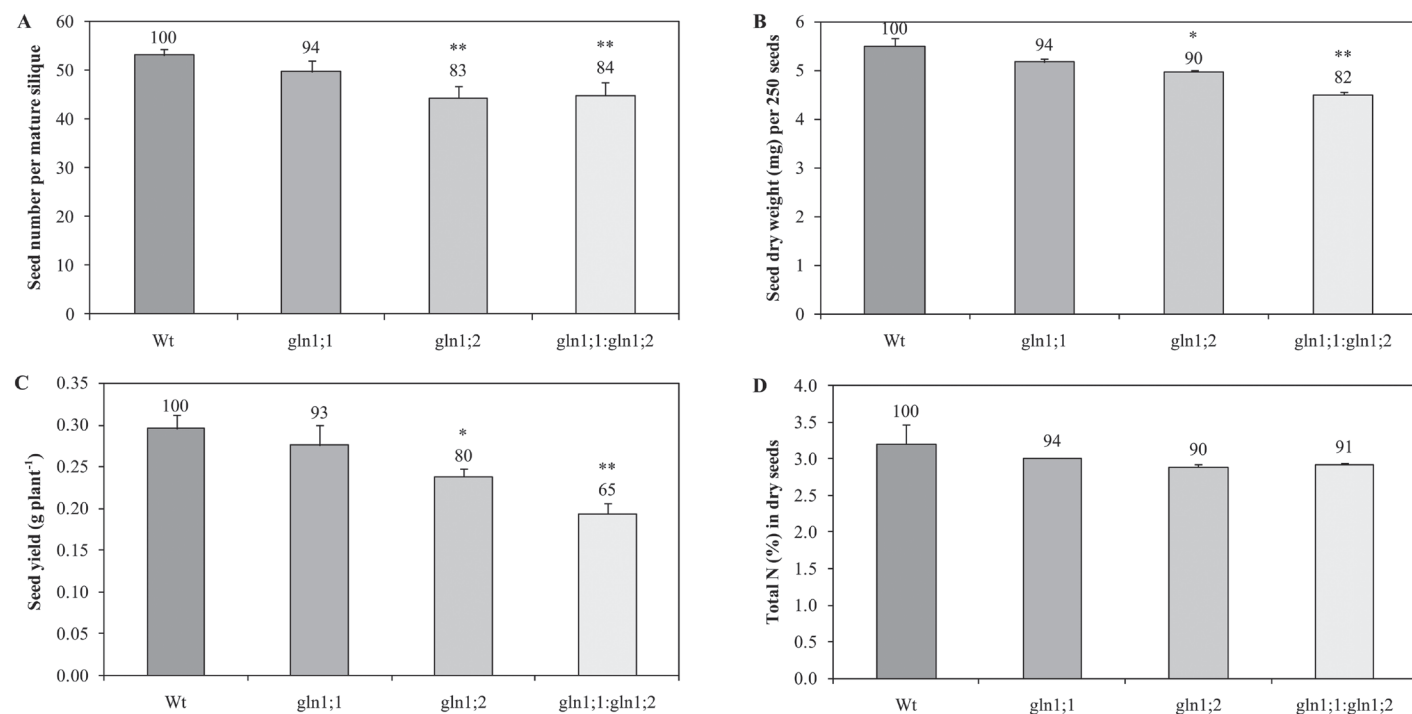 A
Seed number per mature silique
60
50
40
30
20
10
0
100
94
**
83
**
84
Wt
gln1;1
gln1;2
gln1;1:gln1;2
B
Seed dry weight (mg) per 250 seeds
6
5
4
3
2
1
0
100
94
*
90
**
82
Wt
gln1;1
gln1;2
gln1;1:gln1;2
C
Seed yield (g plant⁻¹)
0.35
0.30
0.25
0.20
0.15
0.10
0.05
0.00
100
93
*
80
**
65
Wt
gln1;1
gln1;2
gln1;1:gln1;2
D
Total N (%) in dry seeds
4.0
3.5
3.0
2.5
2.0
1.5
1.0
0.5
0.0
100
94
90
91
Wt
gln1;1
gln1;2
gln1;1:gln1;2